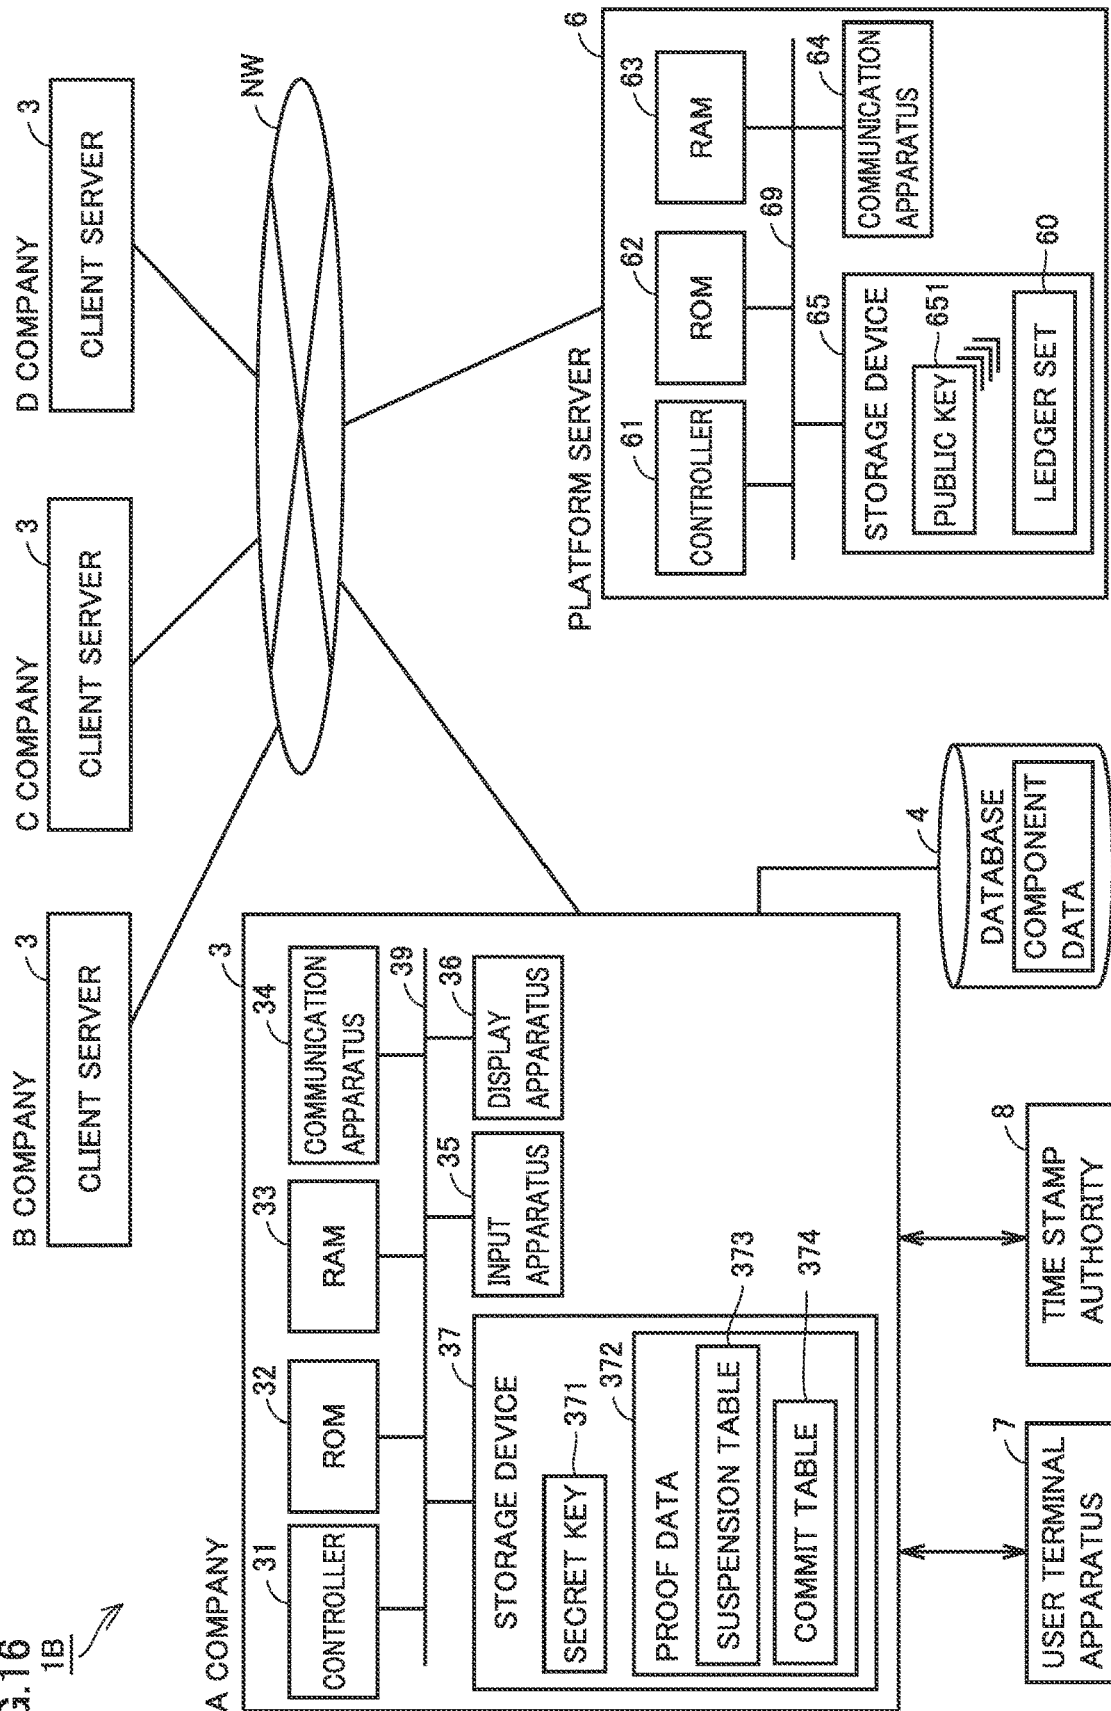 FIG.16
1B
B COMPANY
3
CLIENT SERVER
C COMPANY
3
CLIENT SERVER
D COMPANY
3
CLIENT SERVER
NW
A COMPANY
3
31
CONTROLLER
32
ROM
33
RAM
34
COMMUNICATION
APPARATUS
39
37
STORAGE DEVICE
371
SECRET KEY
372
PROOF DATA
373
SUSPENSION TABLE
374
COMMIT TABLE
35
INPUT
APPARATUS
36
DISPLAY
APPARATUS
PLATFORM SERVER
6
61
CONTROLLER
62
ROM
63
RAM
69
65
STORAGE DEVICE
651
PUBLIC KEY
60
LEDGER SET
64
COMMUNICATION
APPARATUS
7
USER TERMINAL
APPARATUS
8
TIME STAMP
AUTHORITY
4
DATABASE
COMPONENT
DATA